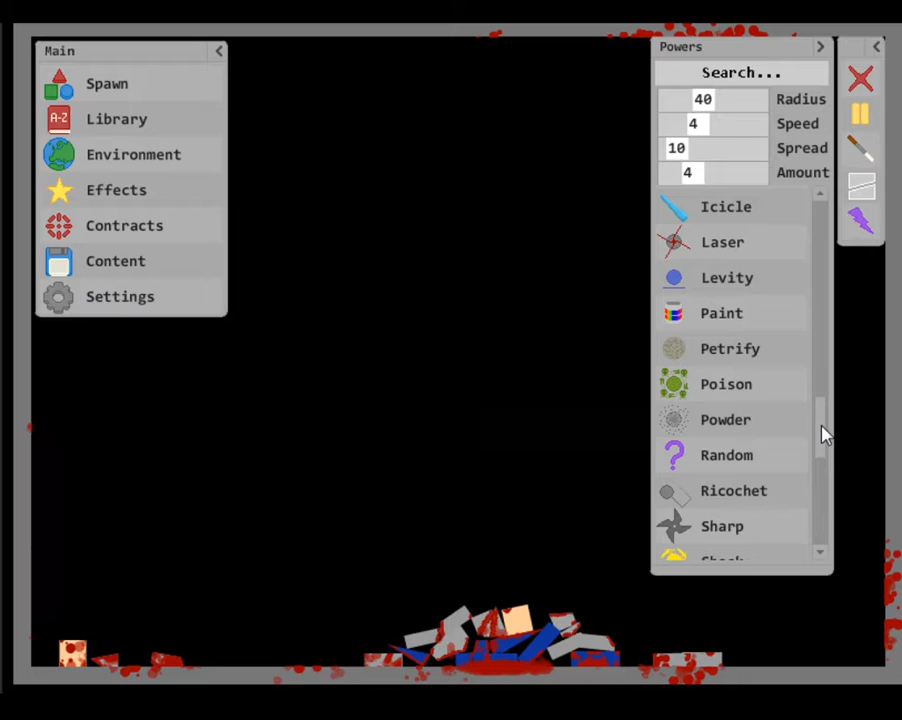 Main
Spawn
A-Z
Library
Environment
Effects
Contracts
Content
Settings
Powers
Search...
40 Radius
4 Speed
10 Spread
4 Amount
Icicle
Laser
Levity
Paint
Petrify
Poison
Powder
Random
Ricochet
Sharp